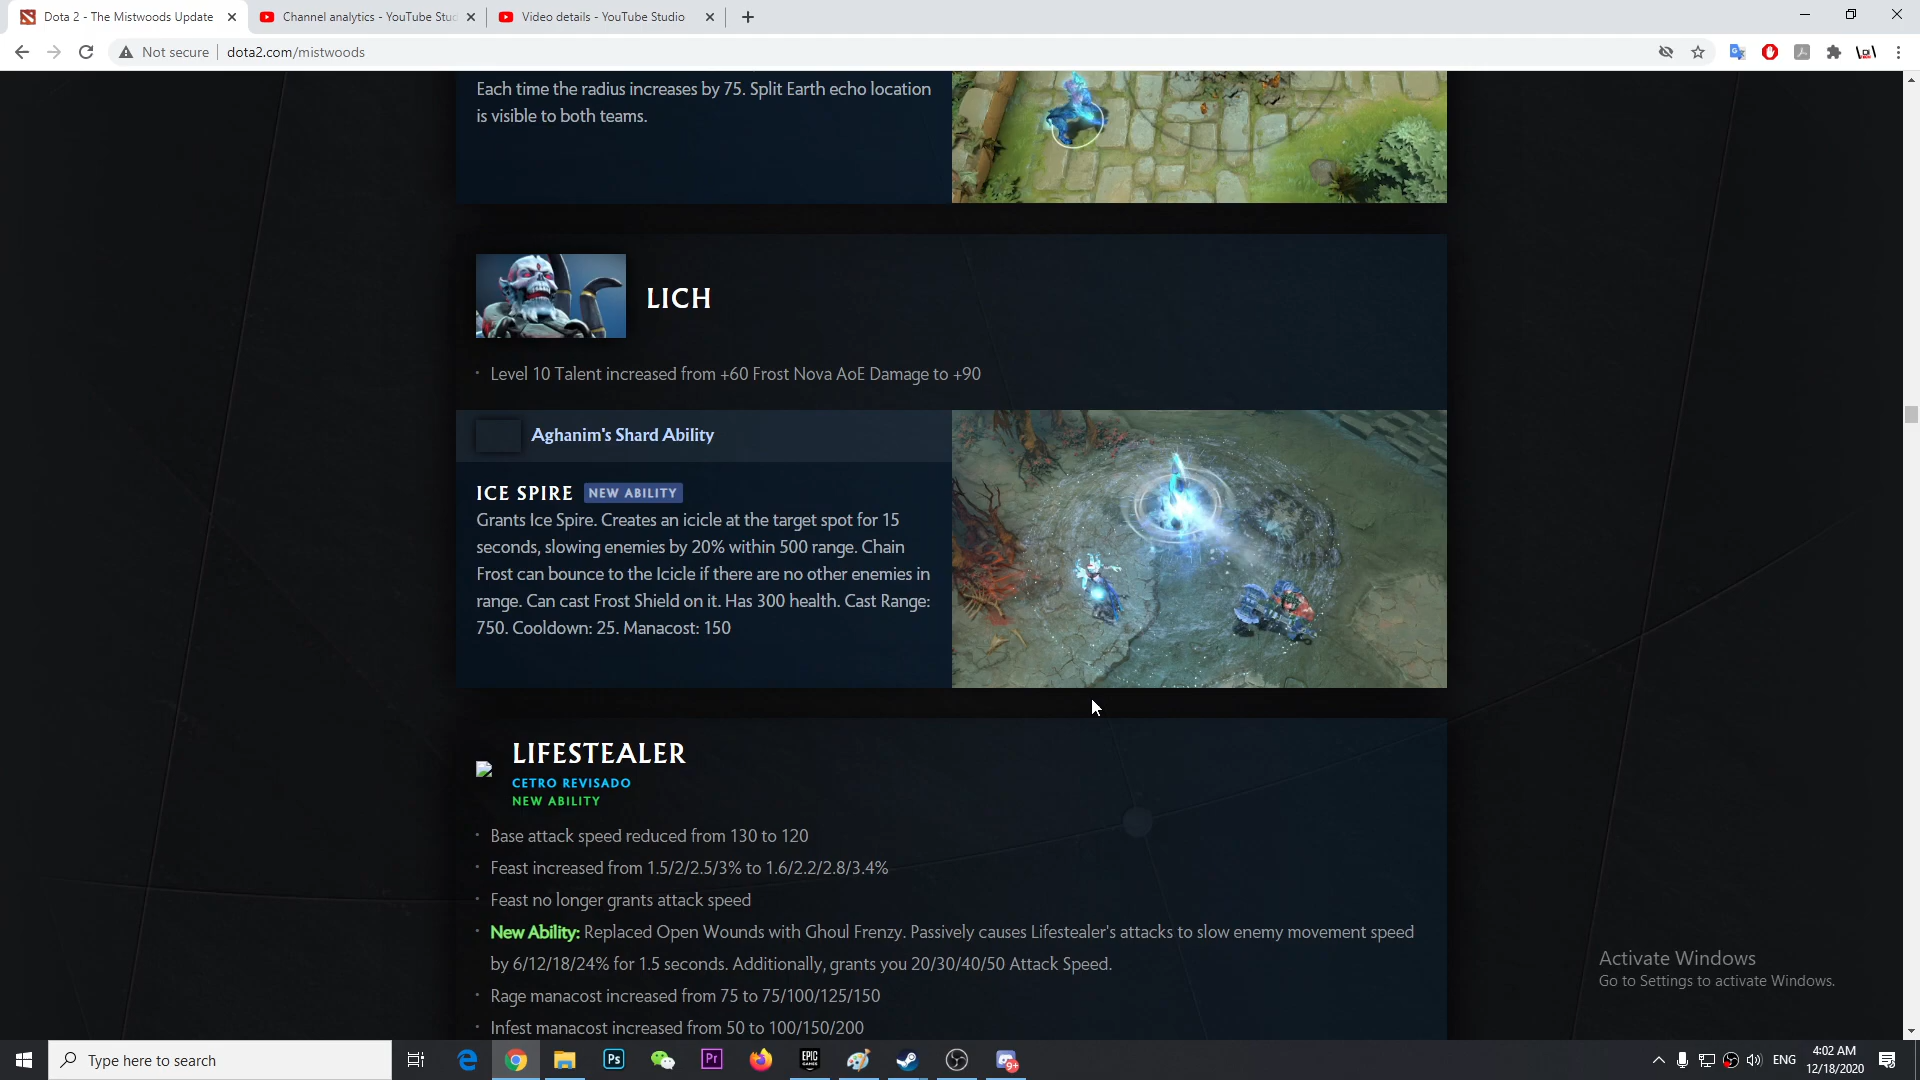 Dota 2 - The Mistwoods Update
Channel analytics - YouTube Stuc
Video details - YouTube Studio
Not secure
dota2.com/mistwoods
Each time the radius increases by 75. Split Earth echo location
is visible to both teams.
LICH
Level 10 Talent increased from +60 Frost Nova AoE Damage to +90
Aghanim's Shard Ability
ICE SPIRE NEW ABILITY
Grants Ice Spire. Creates an icicle at the target spot for 15
seconds, slowing enemies by 20% within 500 range. Chain
Frost can bounce to the Icicle if there are no other enemies in
range. Can cast Frost Shield on it. Has 300 health. Cast Range:
750. Cooldown: 25. Manacost: 150
LIFESTEALER
CETRO REVISADO
NEW ABILITY
Base attack speed reduced from 130 to 120
Feast increased from 1.5/2/2.5/3% to 1.6/2.2/2.8/3.4%
Feast no longer grants attack speed
New Ability: Replaced Open Wounds with Ghoul Frenzy. Passively causes Lifestealer's attacks to slow enemy movement speed
by 6/12/18/24% for 1.5 seconds. Additionally, grants you 20/30/40/50 Attack Speed.
Rage manacost increased from 75 to 75/100/125/150
Infest manacost increased from 50 to 100/150/200
Activate Windows
Go to Settings to activate Windows.
Type here to search
Ps
Pr
EPIC
GAMES
9+
ENG
4:02 AM
12/18/2020